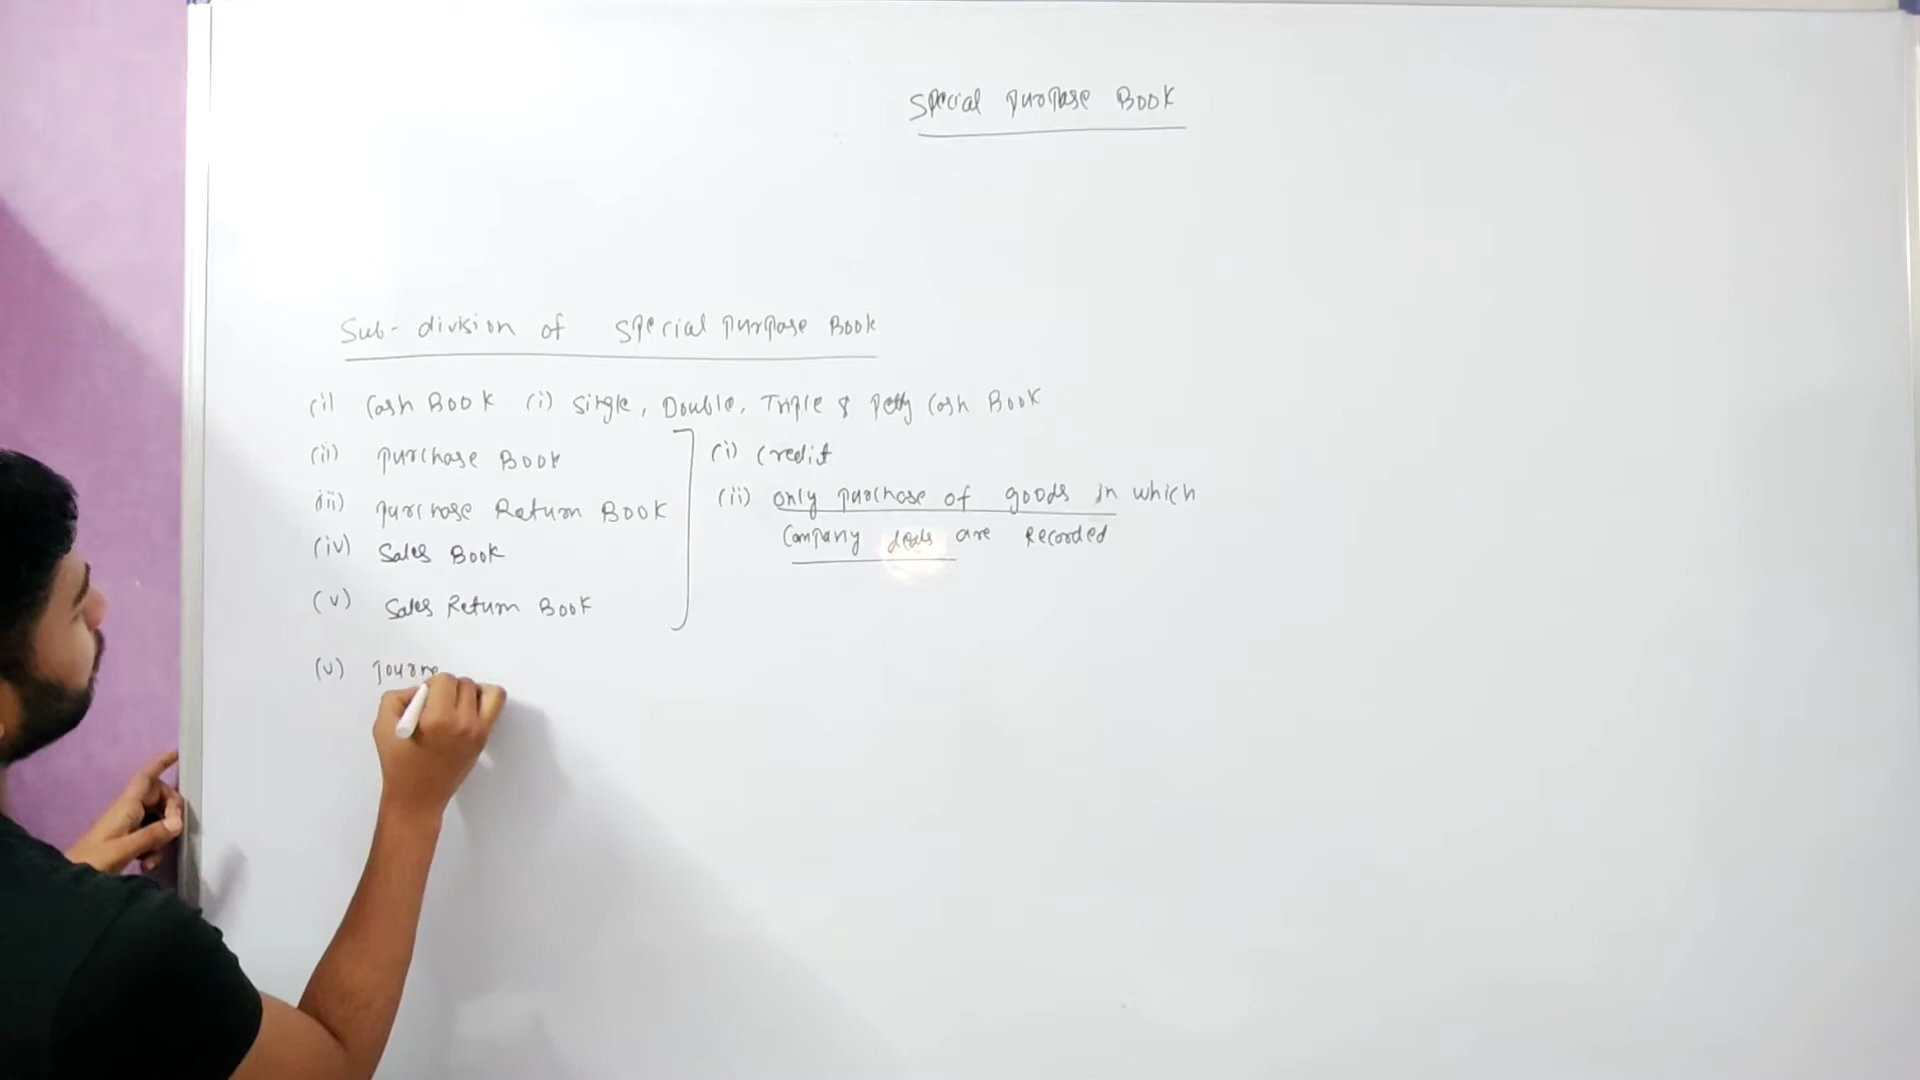 Special Purpose Book
Sub-division of Special Purpose Book
(i) Cash Book (i) Single, Double, Triple & Petty Cash Book
(ii) Purchase Book
(i) Credit
iii) Purchase Return Book
(ii) only purchase of goods in which
Company deals are Recorded
(iv) Sales Book
(v) Sales Return Book
(v) Journe